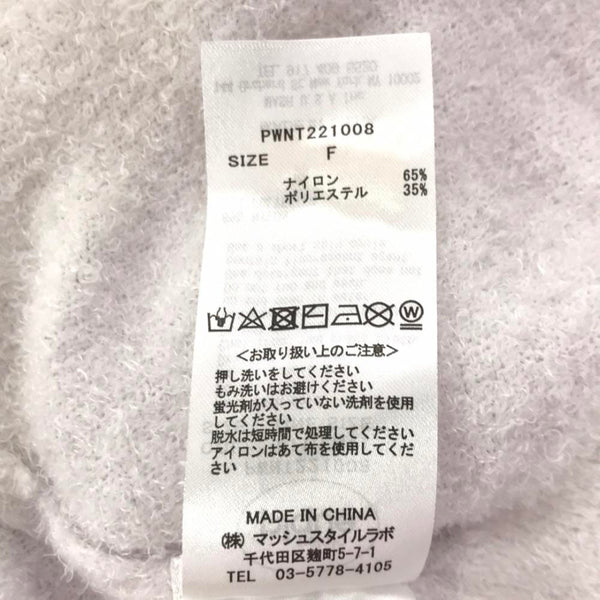 PWNT221008
SIZE F
ナイロン 65%
ポリエステル 35%
W
<お取り扱い上のご注意>
押し洗いをしてください
もみ洗いはお避けください
蛍光剤が入っていない洗剤を使用
してください
脱水は短時間で処理してください
アイロンはあて布を使用してくださ
い
MADE IN CHINA
(株) マッシュスタイルラボ
千代田区麹町5-7-1
TEL 03-5778-4105